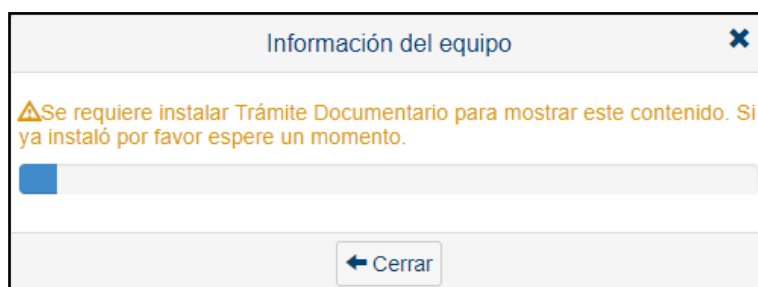 Información del equipo
Se requiere instalar Trámite Documentario para mostrar este contenido. Si
ya instaló por favor espere un momento.
Cerrar